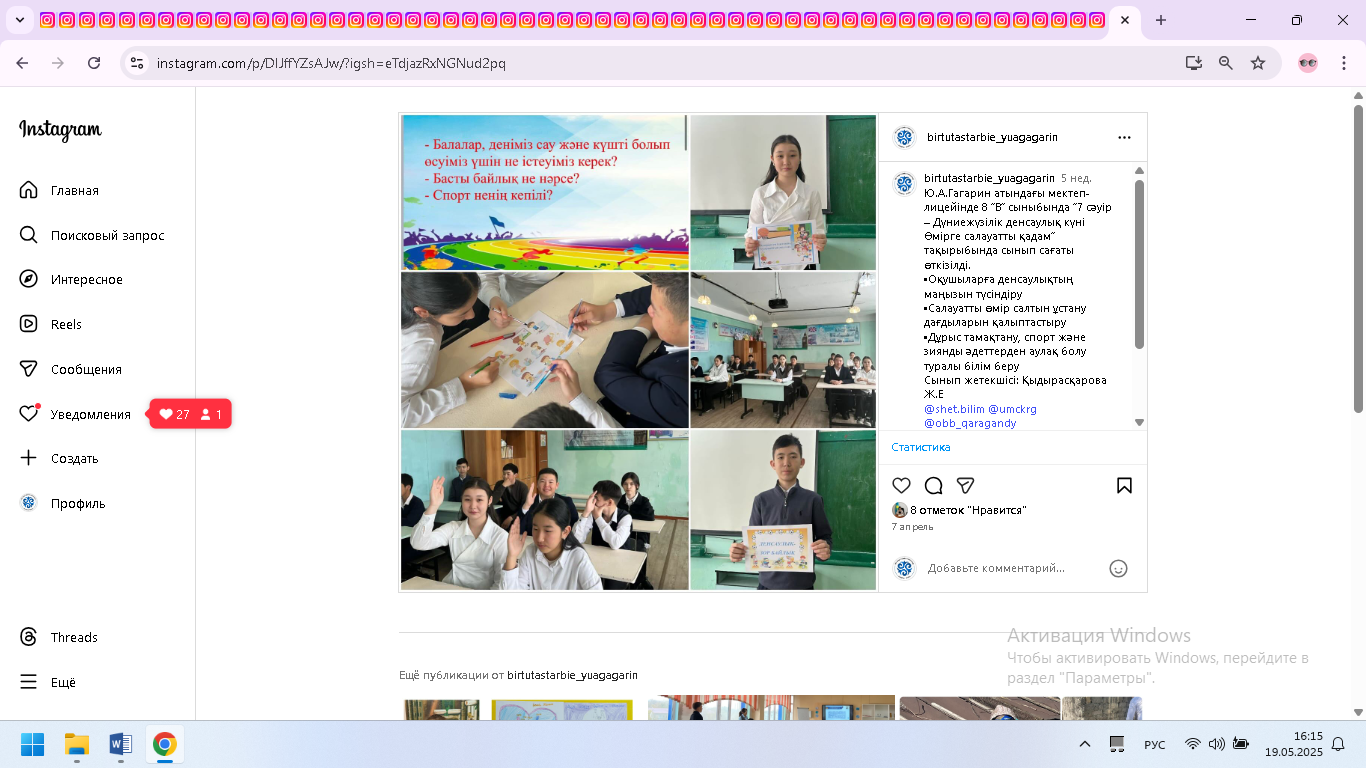 instagram.com/p/DIJffYZsAJw/?igsh=eTdjazRxNGNud2pq
Instagram
Главная
Поисковый запрос
Интересное
Reels
Сообщения
Уведомления
27 1
Создать
Профиль
Threads
Ещё
- Балалар, деніміз сау және күшті болып
өсуіміз үшін не істеуіміз керек?
- Басты байлық не нәрсе?
- Спорт ненің кепілі?
ДЕНСАУЛЫҚ-
ЗОР БАЙЛЫҚ
birtutastarbie_yuagagarin
birtutastarbie_yuagagarin 5 нед.
Ю.А.Гагарин атындағы мектеп-
лицейінде 8 "В" сыныбында "7 сәуір
– Дүниежүзілік денсаулық күні
Өмірге салауатты қадам"
тақырыбында сынып сағаты
өткізілді.
▪Оқушыларға денсаулықтың
маңызын түсіндіру
▪Салауатты өмір салтын ұстану
дағдыларын қалыптастыру
▪Дұрыс тамақтану, спорт және
зиянды әдеттерден аулақ болу
туралы білім беру
Сынып жетекшісі: Қыдырасқарова
Ж.Е
@shet.bilim @umckrg
@obb_qaragandy
Статистика
8 отметок "Нравится"
7 апрель
Добавьте комментарий...
Ещё публикации от birtutastarbie_yuagagarin
Активация Windows
Чтобы активировать Windows, перейдите в
раздел "Параметры".
РУС
16:15
19.05.2025